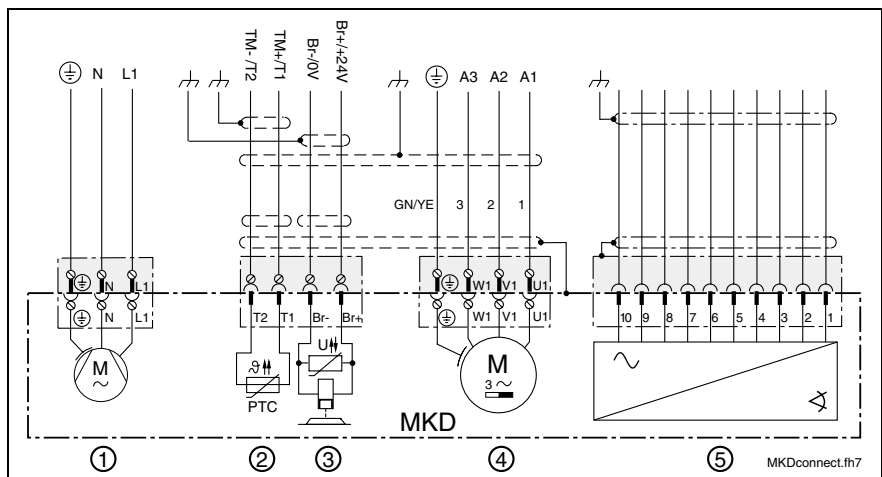 TM-/T2
TM+/T1
Br-/0V
Br+/+24V
N L1
A3 A2 A1
GN/YE 3 2 1
N L1
W1 V1 U1
N L1
T2 T1 Br- Br+
W1 V1 U1
10 9 8 7 6 5 4 3 2 1
M
~
ϑ
PTC
U
M
3 ~
MKD
1 2 3 4 5
MKDconnect.fh7